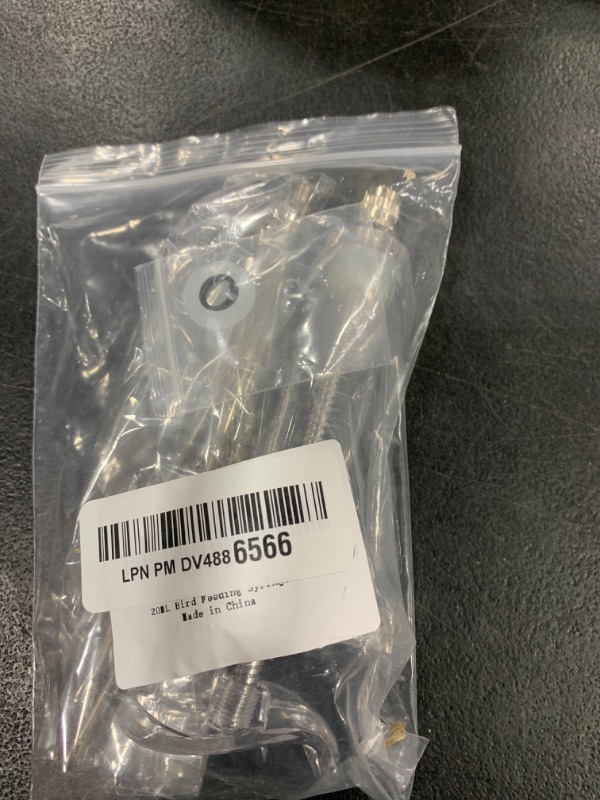 LPN PM DV4886566
20ML Bird Feeding
Made in China